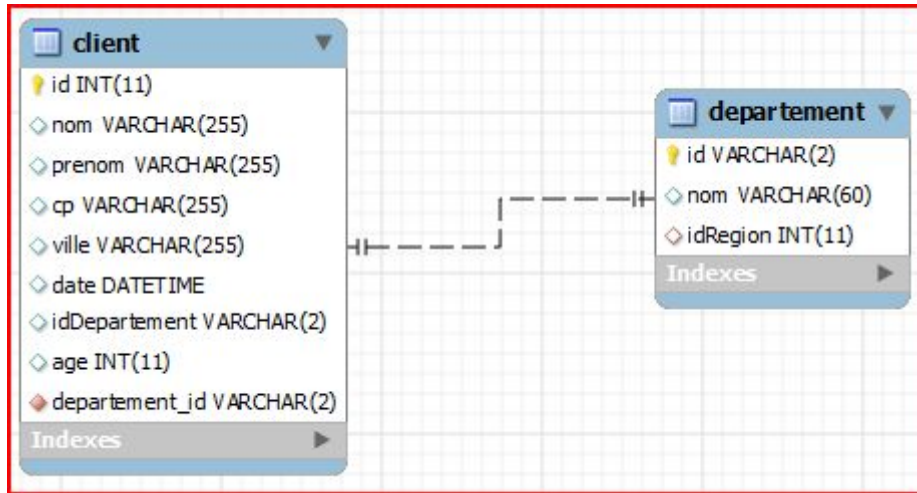 client
id INT(11)
nom VARCHAR(255)
prenom VARCHAR(255)
cp VARCHAR(255)
ville VARCHAR(255)
date DATETIME
idDepartement VARCHAR(2)
age INT(11)
departement_id VARCHAR(2)
Indexes
departement
id VARCHAR(2)
nom VARCHAR(60)
idRegion INT(11)
Indexes